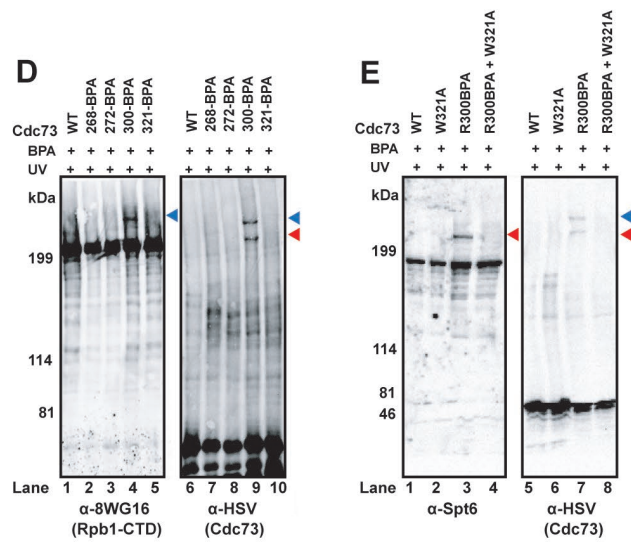 D
Cdc73 WT 268-BPA 272-BPA 300-BPA 321-BPA WT 268-BPA 272-BPA 300-BPA 321-BPA
BPA + + + + + + + + + +
UV + + + + + + + + + +
kDa
199
114
81
Lane 1 2 3 4 5 6 7 8 9 10
α-8WG16 α-HSV
(Rpb1-CTD) (Cdc73)
E
Cdc73 WT W321A R300BPA R300BPA + W321A WT W321A R300BPA R300BPA + W321A
BPA + + + + + + + +
UV + + + + + + + +
kDa
199
114
81
46
Lane 1 2 3 4 5 6 7 8
α-Spt6 α-HSV
(Cdc73)